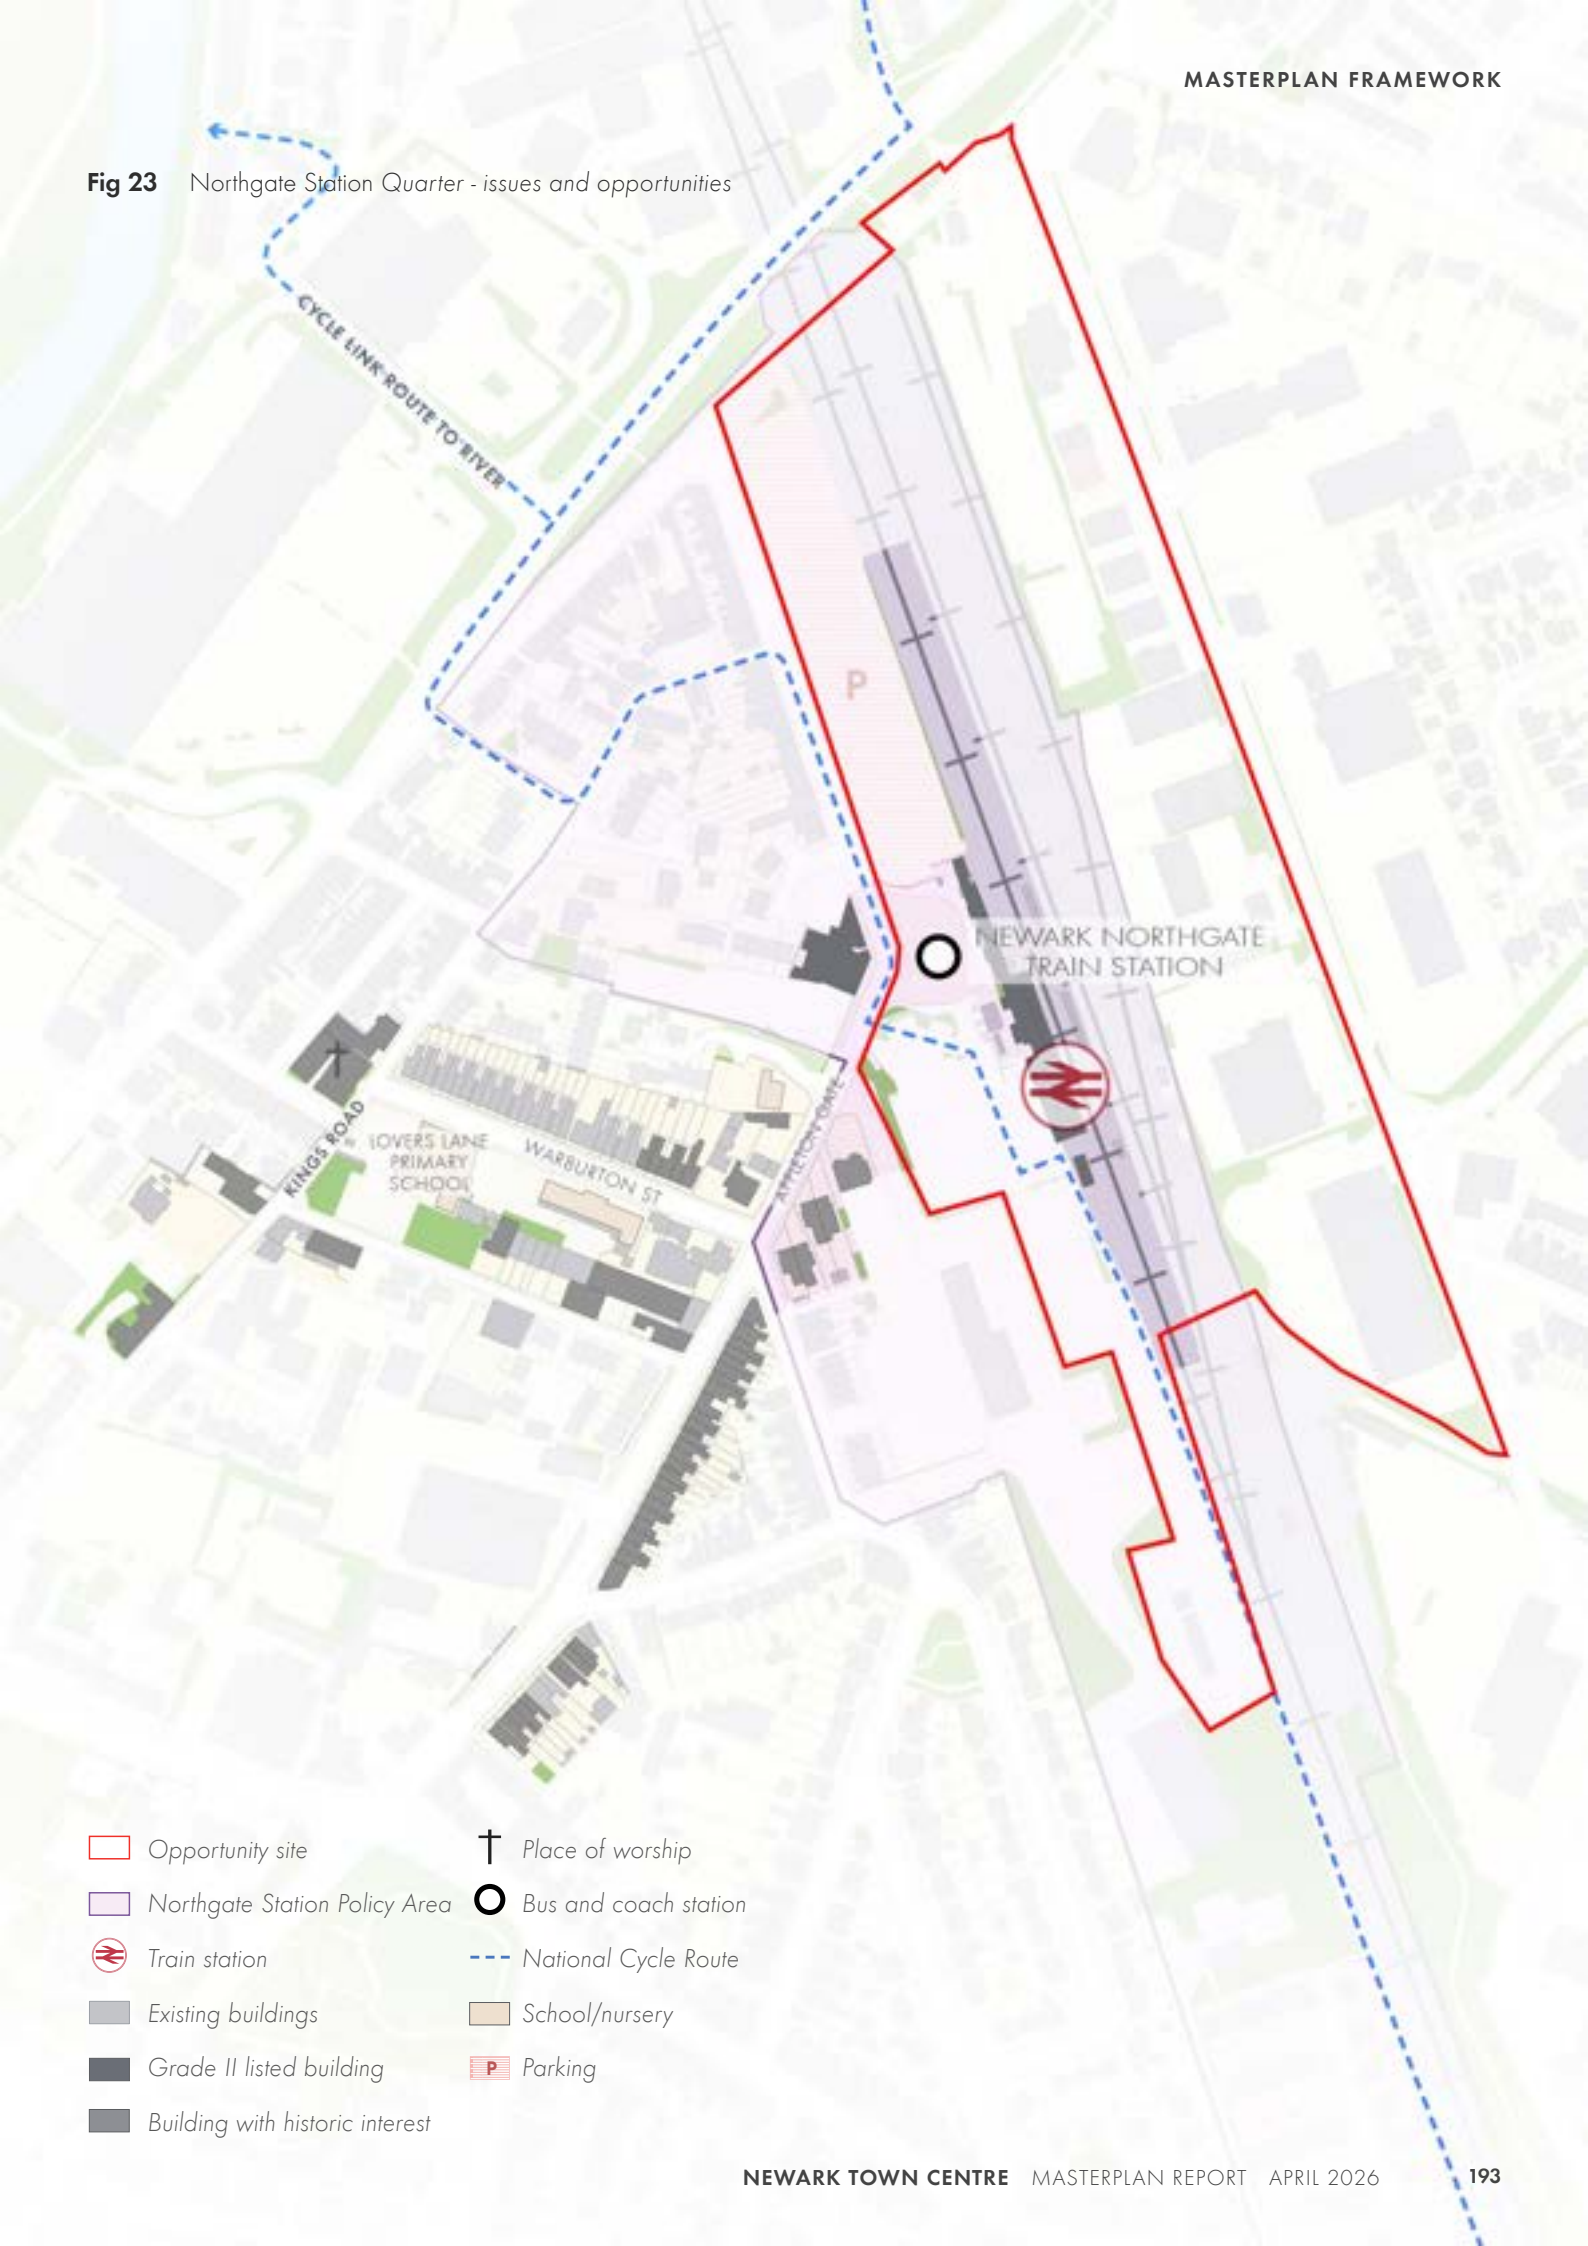 MASTERPLAN FRAMEWORK
Fig 23 Northgate Station Quarter - issues and opportunities
CYCLE LINK ROUTE TO RIVER
P
NEWARK NORTHGATE
TRAIN STATION
KINGS ROAD
LOVERS LANE
PRIMARY
SCHOOL
WARBURTON ST
APPLETON GATE
Opportunity site
Northgate Station Policy Area
Train station
Existing buildings
Grade II listed building
Building with historic interest
Place of worship
Bus and coach station
National Cycle Route
School/nursery
P Parking
NEWARK TOWN CENTRE MASTERPLAN REPORT APRIL 2026 193